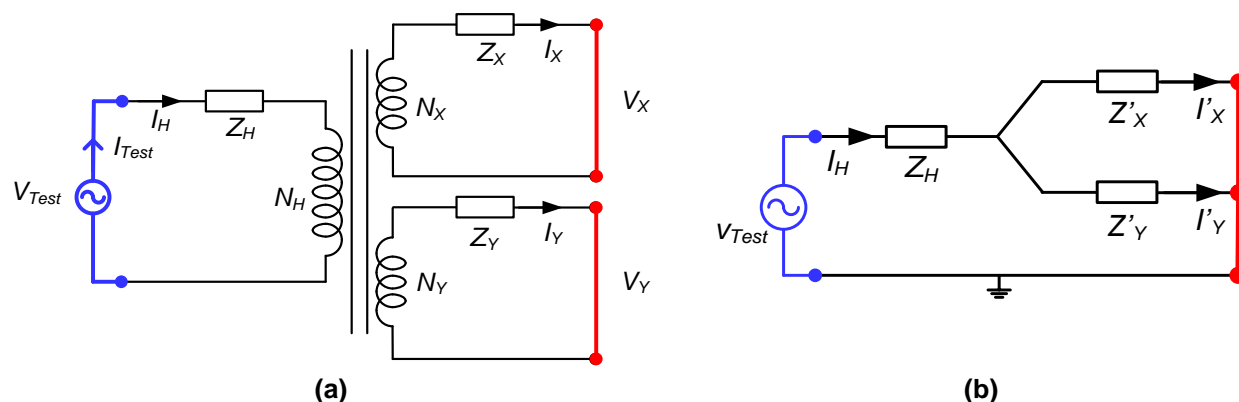 Z_X
I_X
N_X
V_X
I_H
Z_H
I_Test
V_Test
N_H
Z_Y
I_Y
N_Y
V_Y
(a)
Z'_X
I'_X
I_H
Z_H
Z'_Y
I'_Y
v_Test
(b)